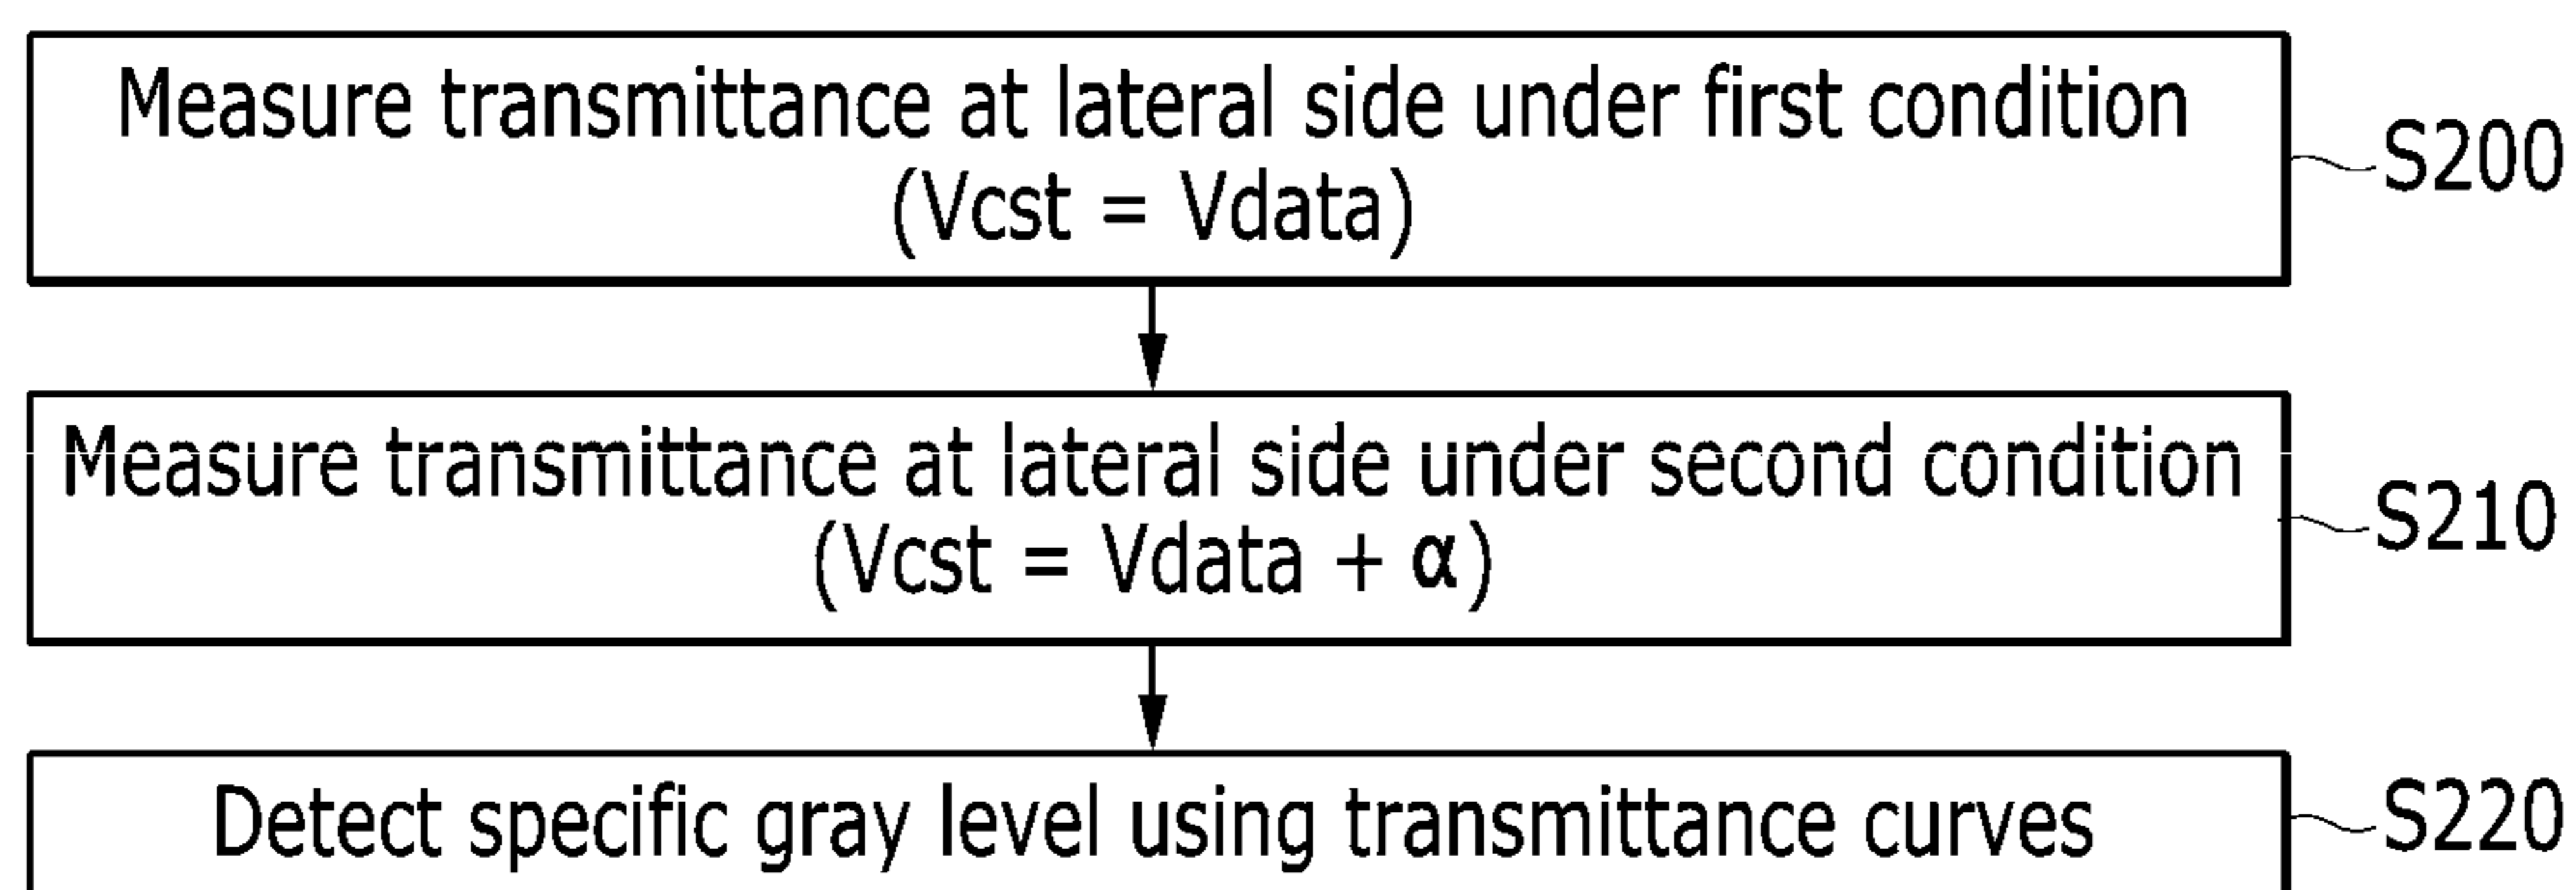 Measure transmittance at lateral side under first condition
(Vcst = Vdata)
S200
Measure transmittance at lateral side under second condition
(Vcst = Vdata + α)
S210
Detect specific gray level using transmittance curves
S220